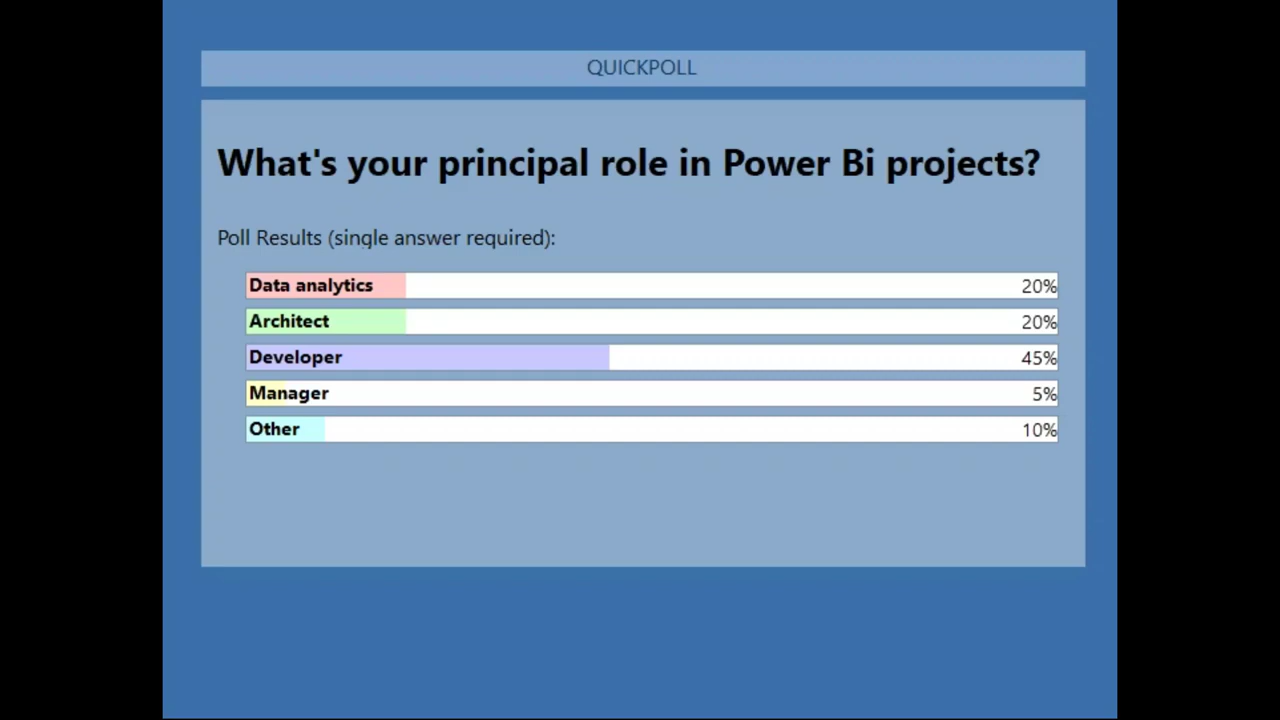 QUICKPOLL
What's your principal role in Power Bi projects?
Poll Results (single answer required):
Data analytics 20%
Architect 20%
Developer 45%
Manager 5%
Other 10%